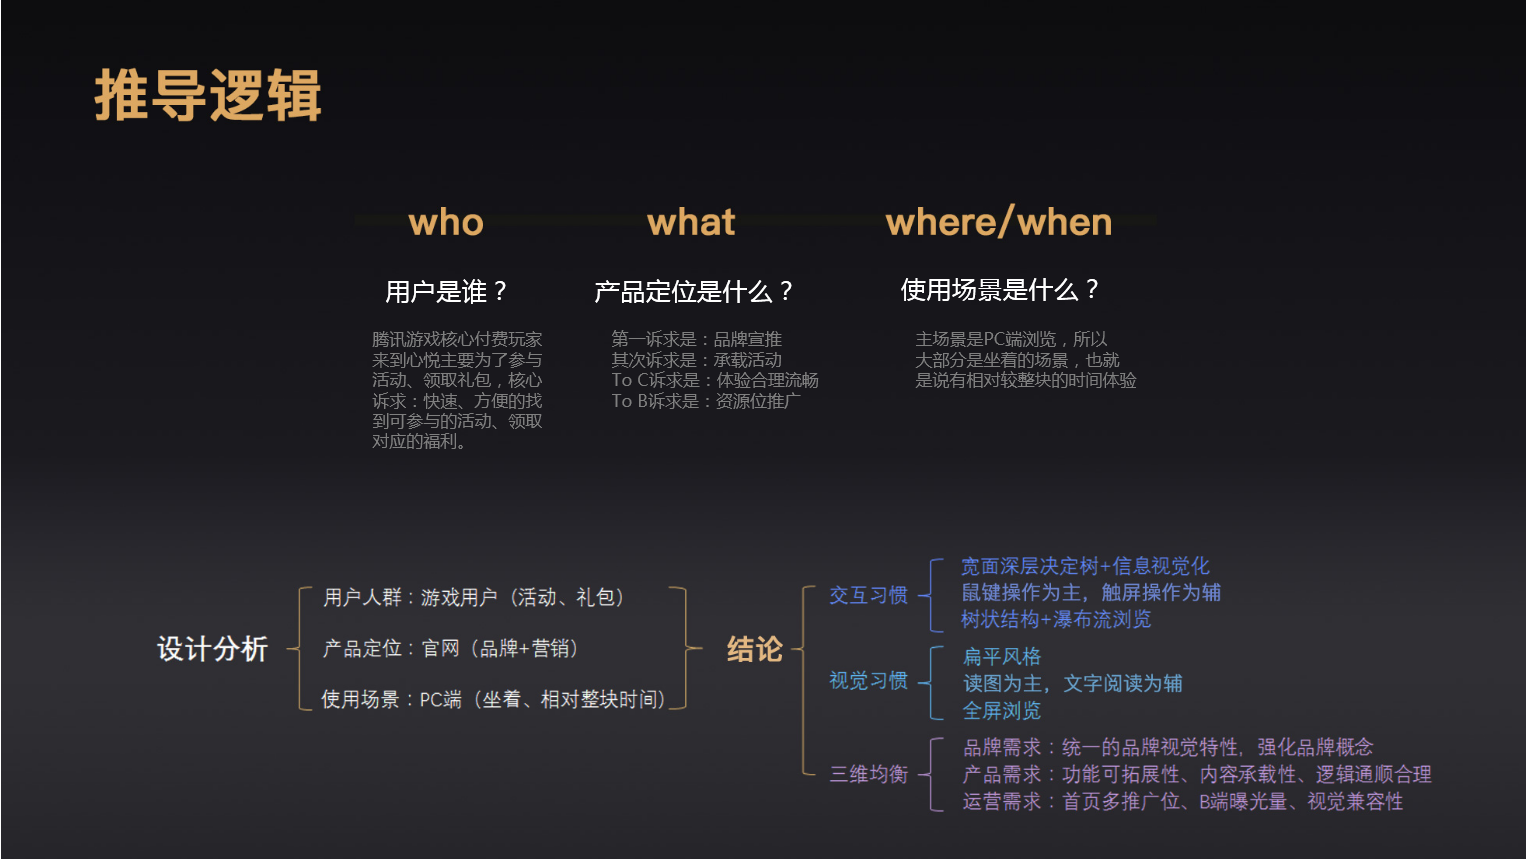 推导逻辑
who
what
where/when
用户是谁？
产品定位是什么？
使用场景是什么？
腾讯游戏核心付费玩家
来到心悦主要为了参与
活动、领取礼包，核心
诉求：快速、方便的找
到可参与的活动、领取
对应的福利。
第一诉求是：品牌宣推
其次诉求是：承载活动
To C诉求是：体验合理流畅
To B诉求是：资源位推广
主场景是PC端浏览，所以
大部分是坐着的场景，也就
是说有相对较整块的时间体验
设计分析
用户人群：游戏用户（活动、礼包）
产品定位：官网（品牌+营销）
使用场景：PC端（坐着、相对整块时间）
结论
交互习惯
宽面深层决定树+信息视觉化
鼠键操作为主，触屏操作为辅
树状结构+瀑布流浏览
视觉习惯
扁平风格
读图为主，文字阅读为辅
全屏浏览
三维均衡
品牌需求：统一的品牌视觉特性，强化品牌概念
产品需求：功能可拓展性、内容承载性、逻辑通顺合理
运营需求：首页多推广位、B端曝光量、视觉兼容性